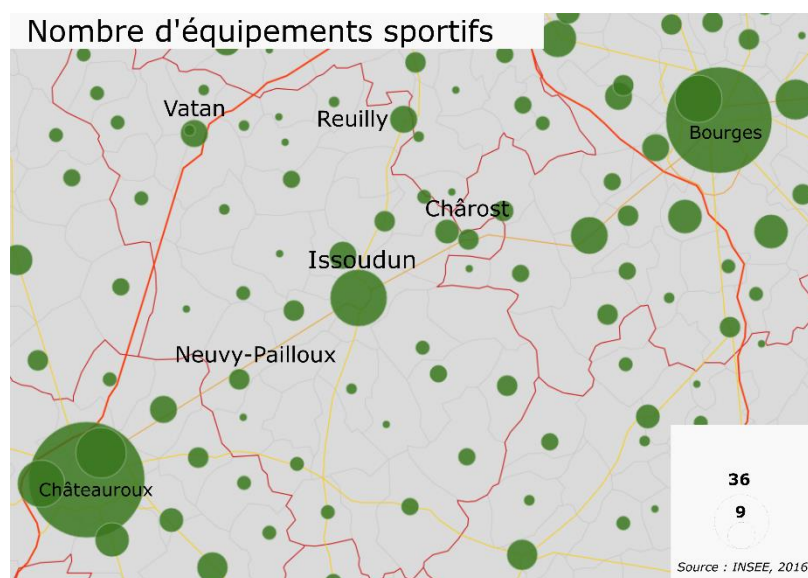 Nombre d'équipements sportifs
Vatan
Reuilly
Bourges
Chârost
Issoudun
Neuvy-Pailloux
Châteauroux
36
9
Source : INSEE, 2016